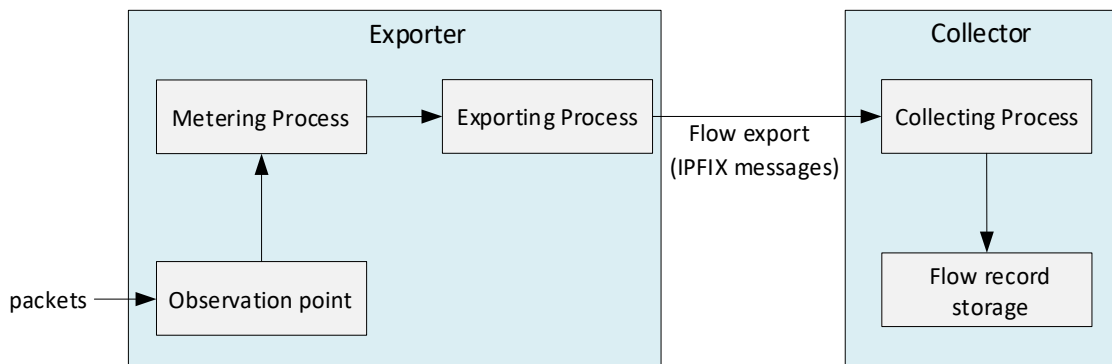 Exporter
Collector
Metering Process
Exporting Process
Collecting Process
Flow export
(IPFIX messages)
packets
Observation point
Flow record
storage